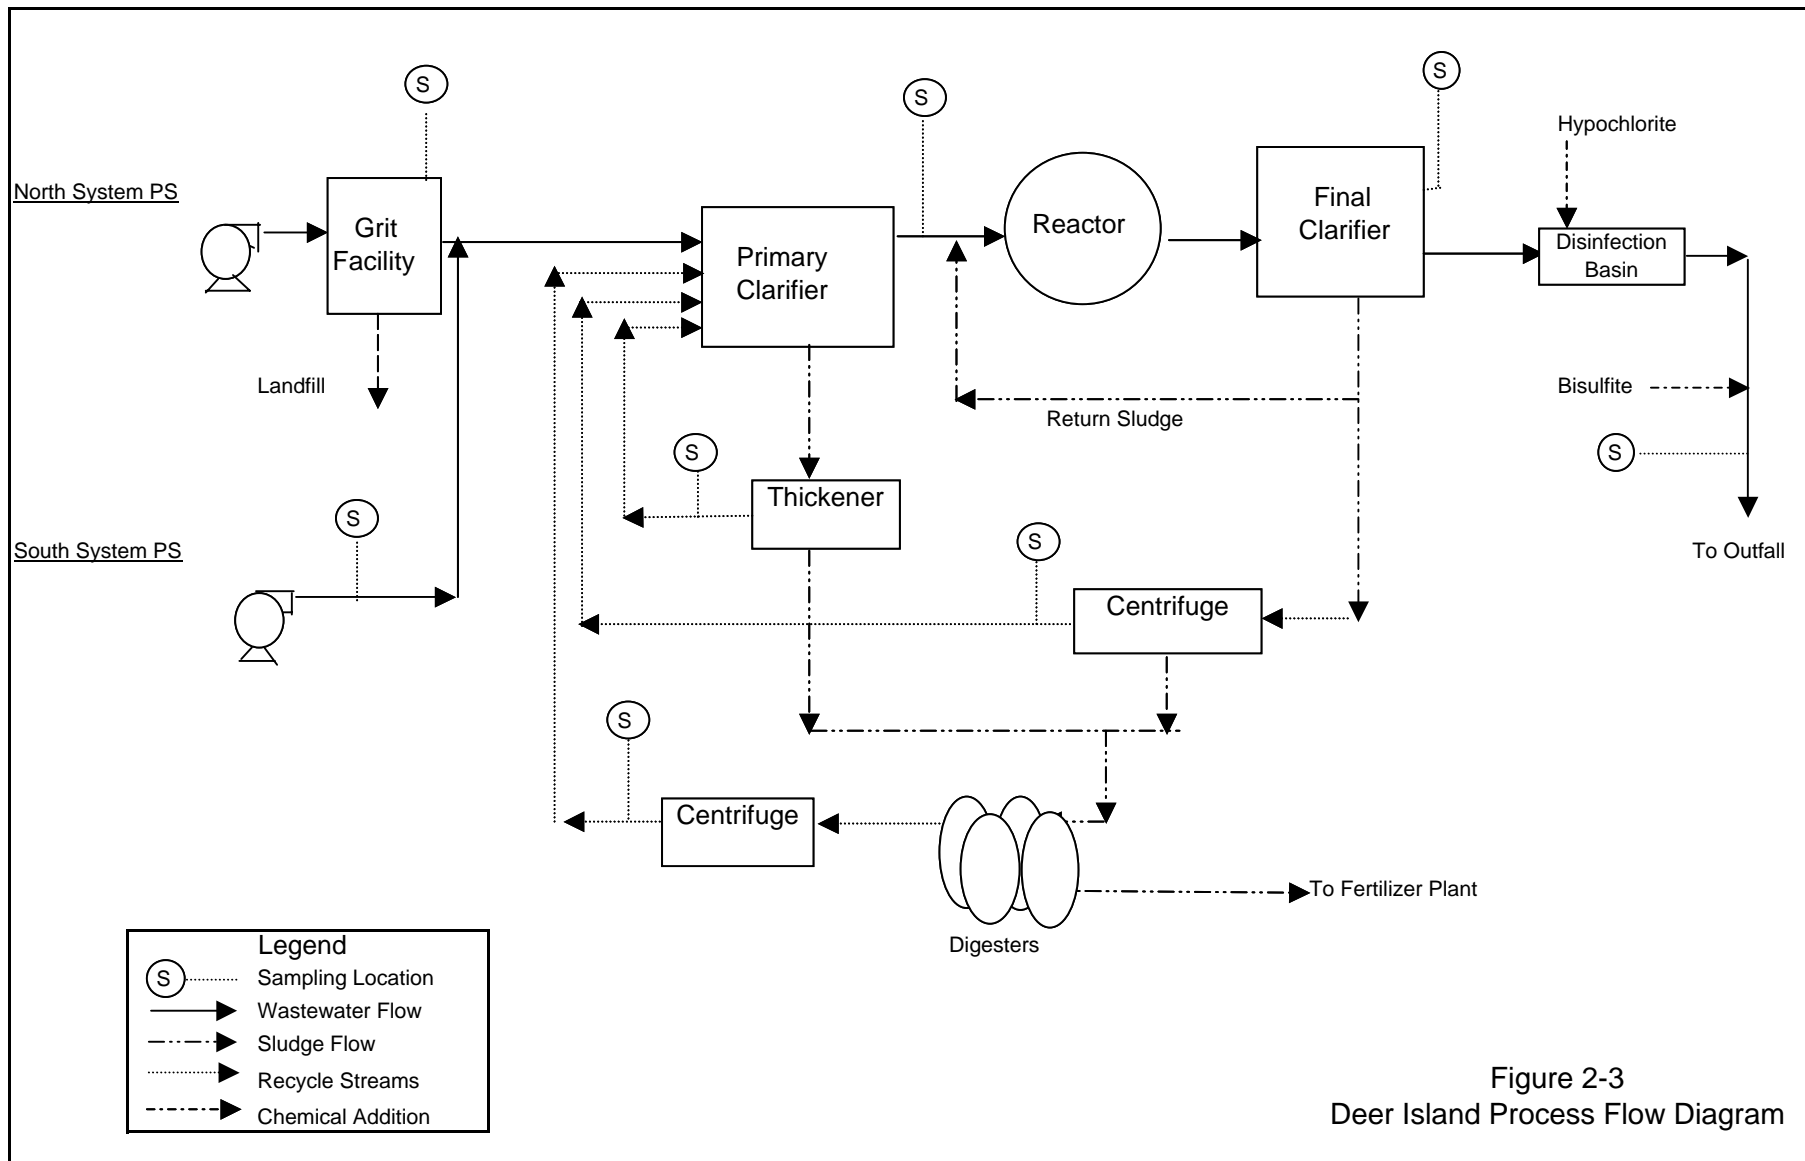 S
S
S
Hypochlorite
North System PS
Grit
Facility
Primary
Clarifier
Reactor
Final
Clarifier
Disinfection
Basin
Landfill
Bisulfite
Return Sludge
S
S
Thickener
South System PS
S
S
To Outfall
Centrifuge
S
Centrifuge
To Fertilizer Plant
Digesters
Legend
S
Sampling Location
Wastewater Flow
Sludge Flow
Recycle Streams
Chemical Addition
Figure 2-3
Deer Island Process Flow Diagram